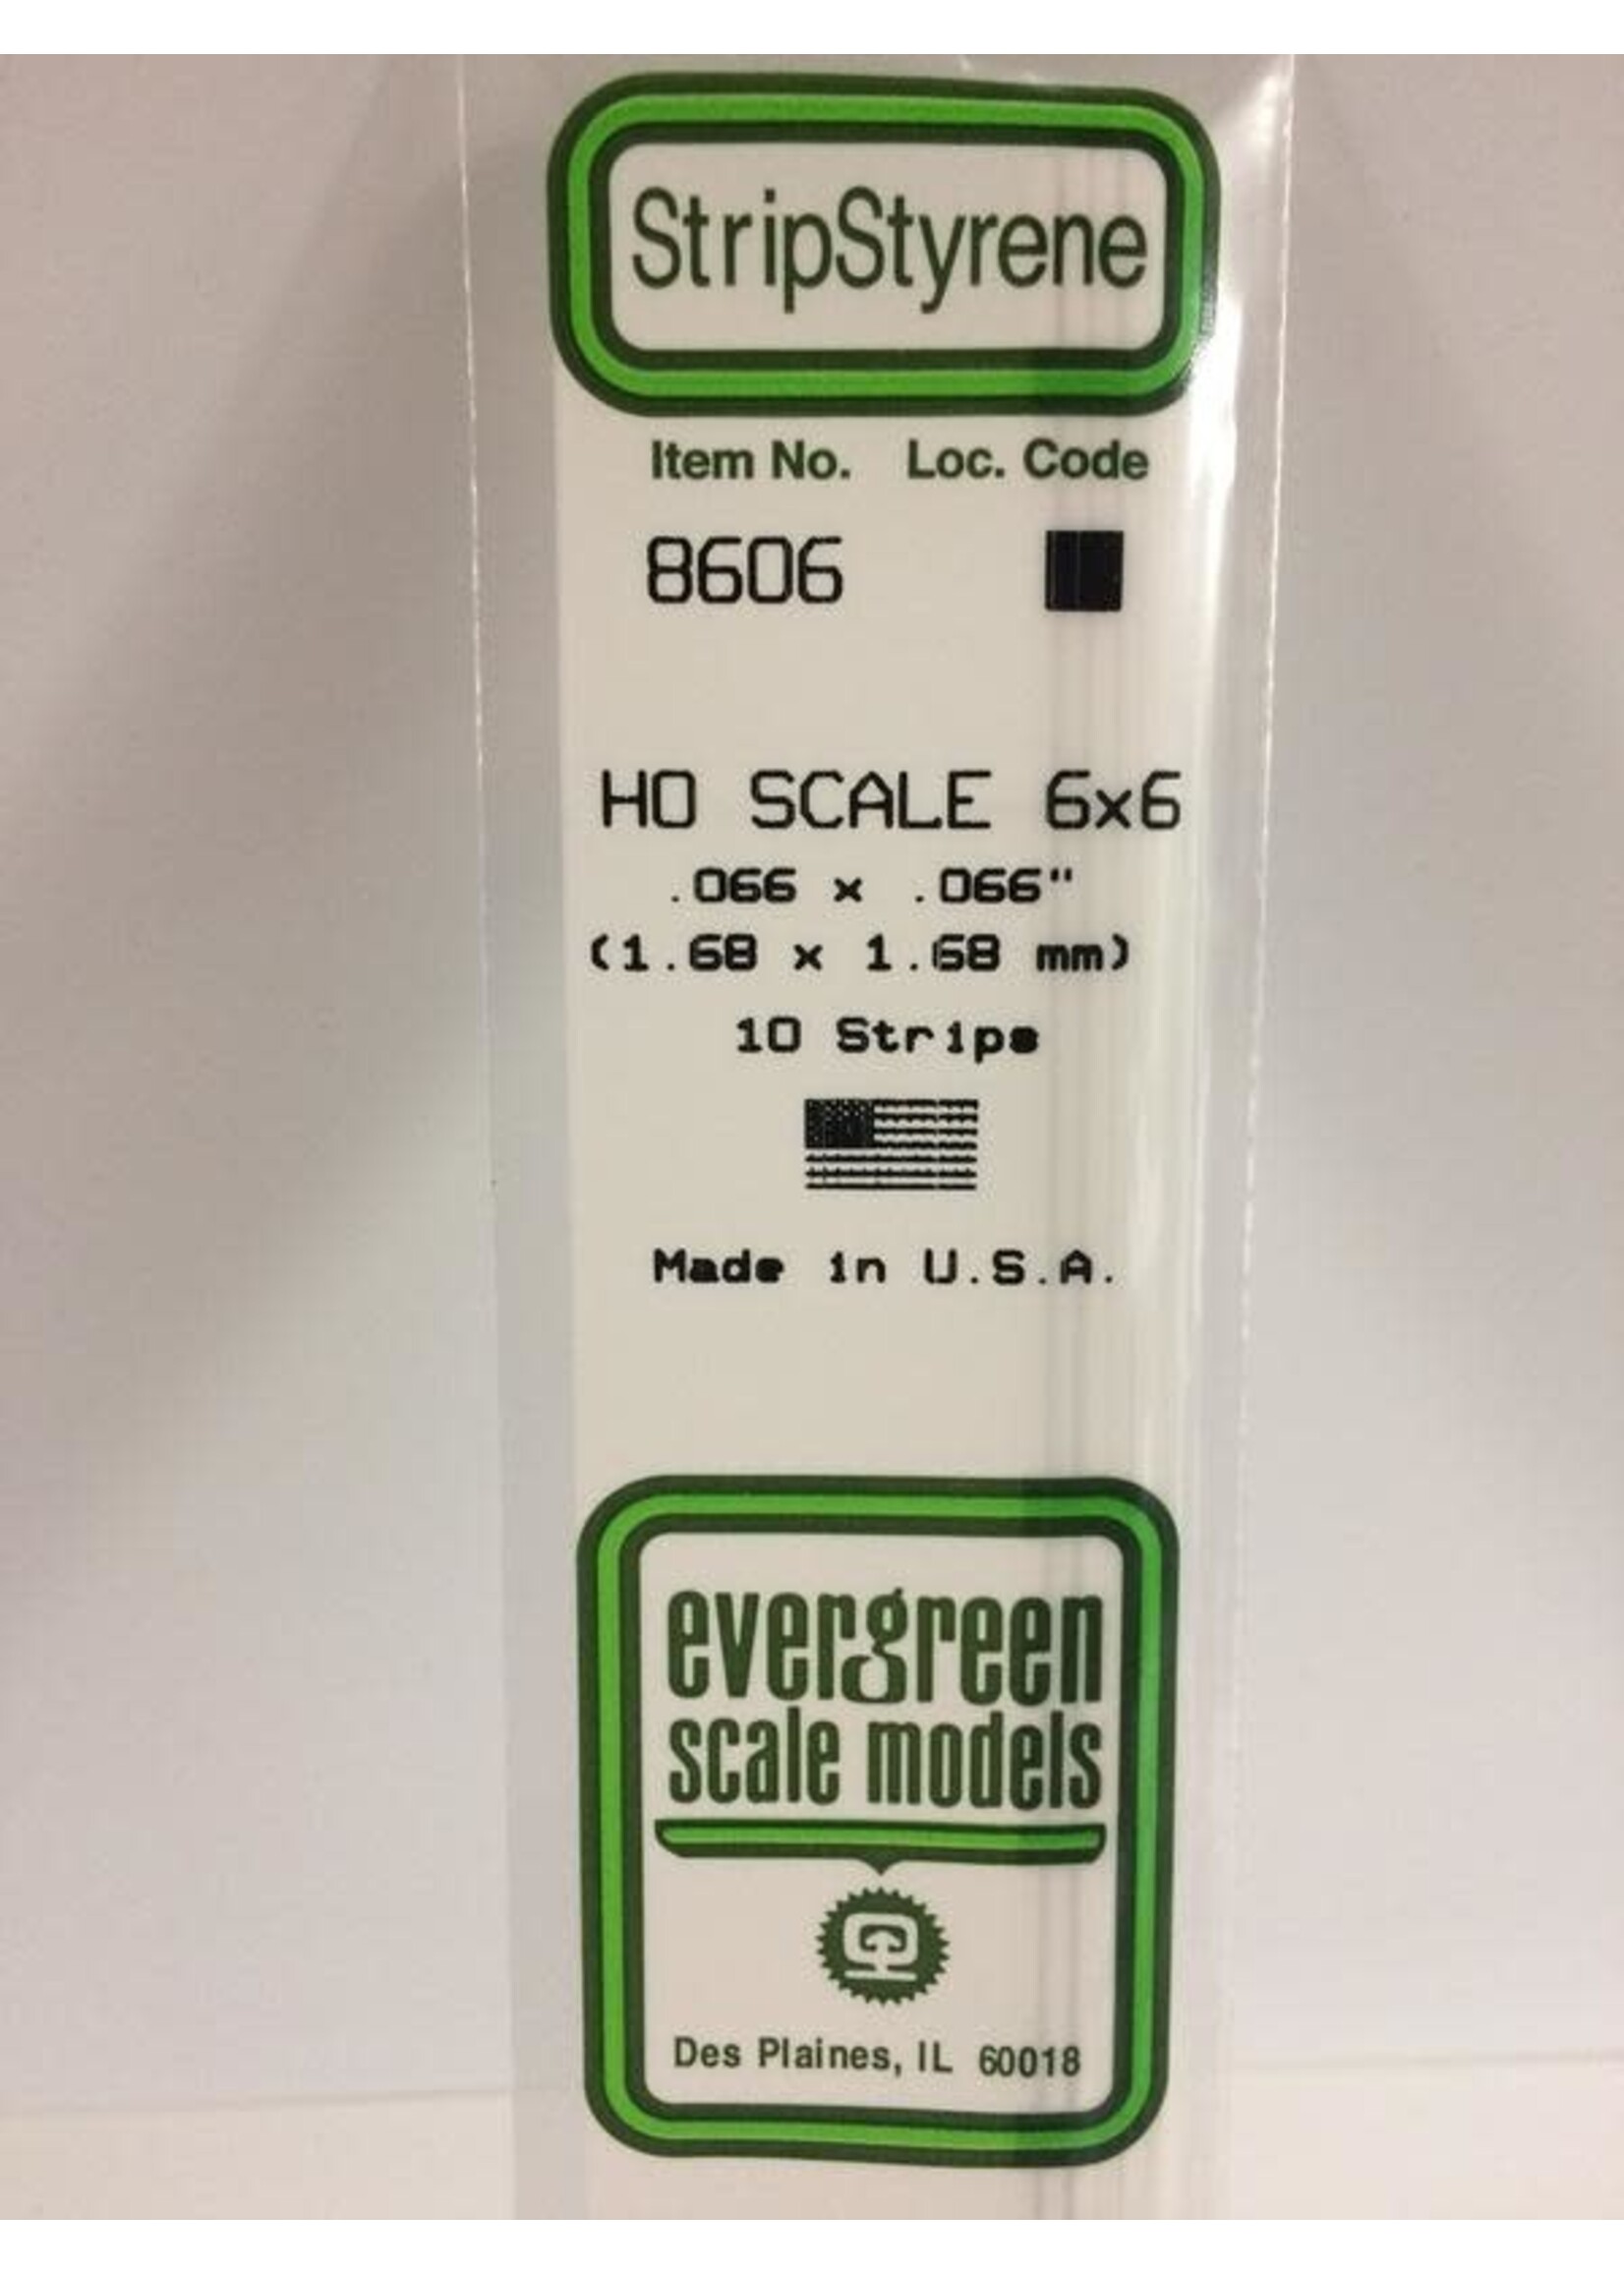 StripStyrene
Item No. Loc. Code
8606
HO SCALE 6x6
.066 x .066"
(1.68 x 1.68 mm)
10 Strips
Made in U.S.A.
evergreen
scale models
Des Plaines, IL 60018